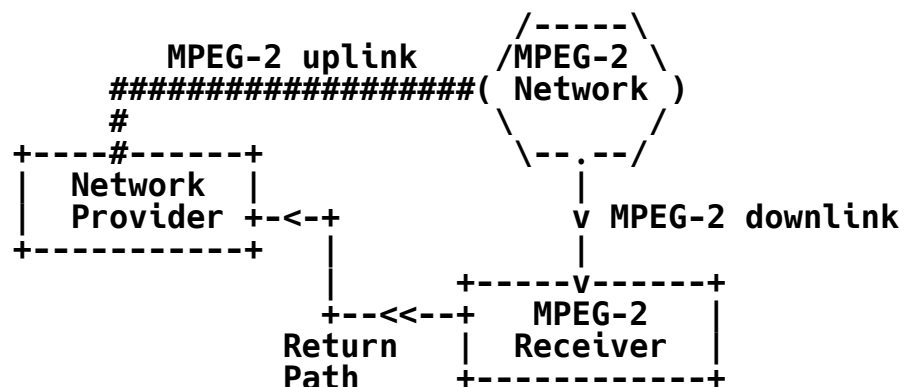 MPEG-2 uplink
MPEG-2
Network
Network
Provider
MPEG-2 downlink
MPEG-2
Receiver
Return
Path